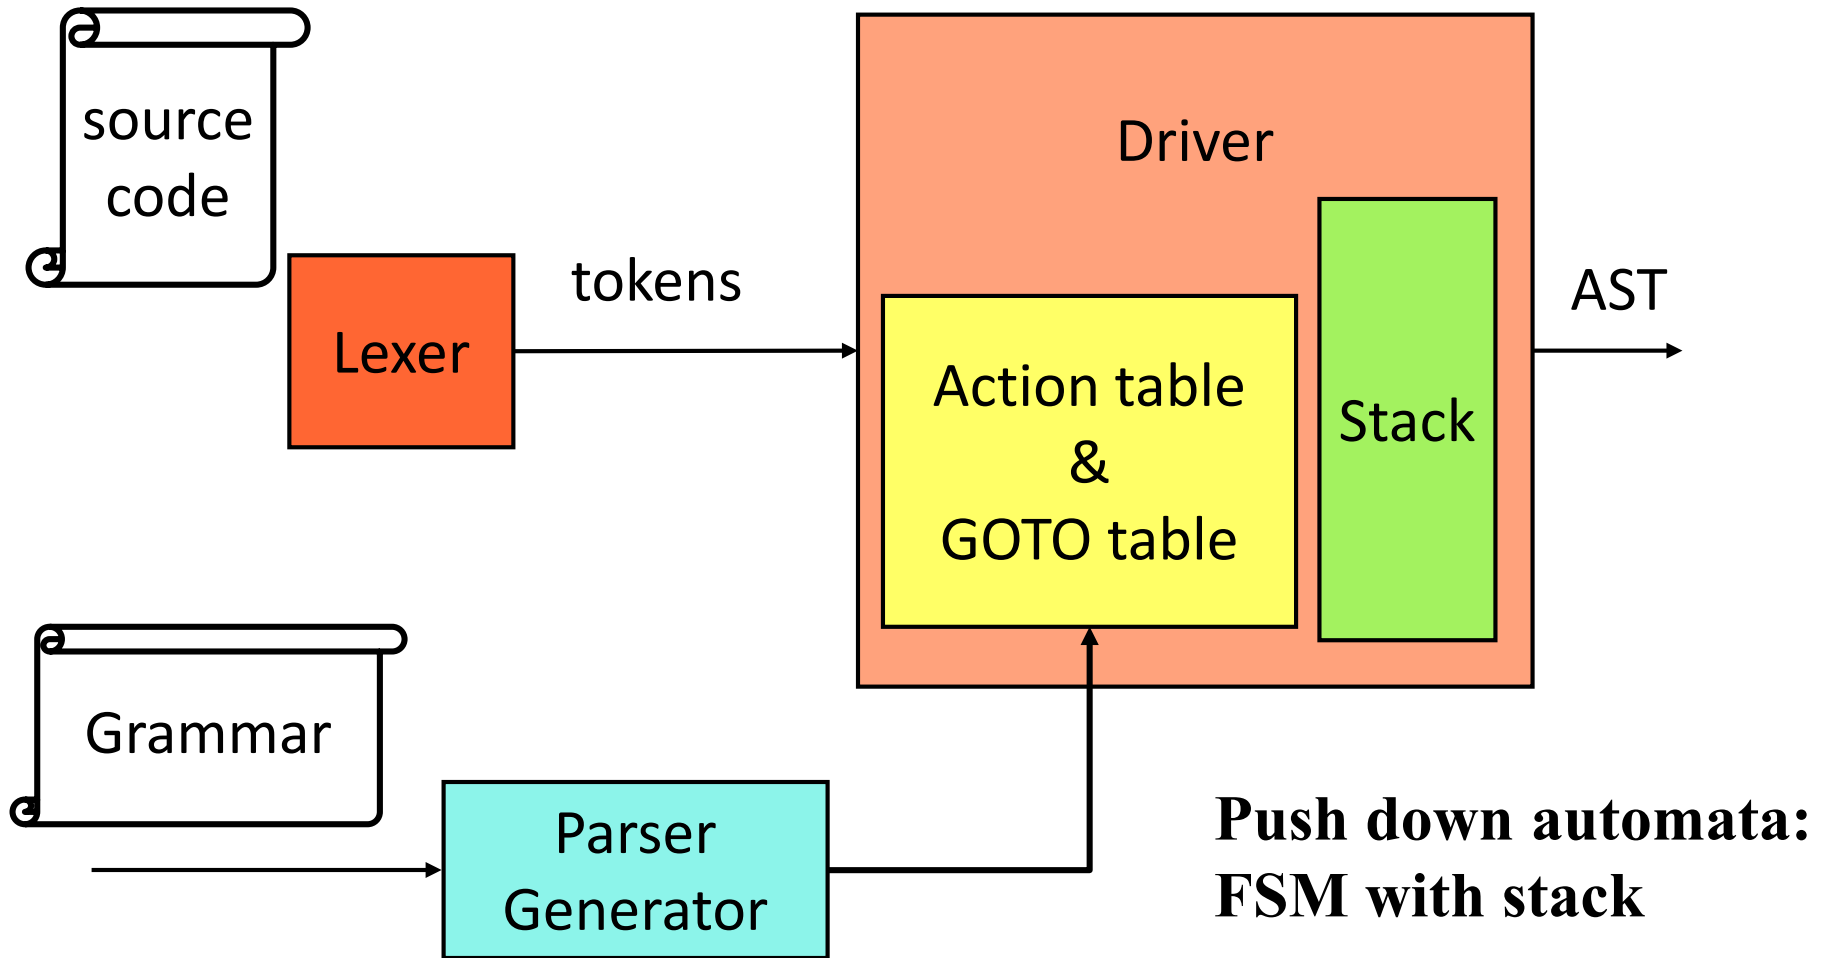 source
code
Lexer
tokens
Driver
Action table
&
GOTO table
Stack
AST
Grammar
Parser
Generator
Push down automata:
FSM with stack